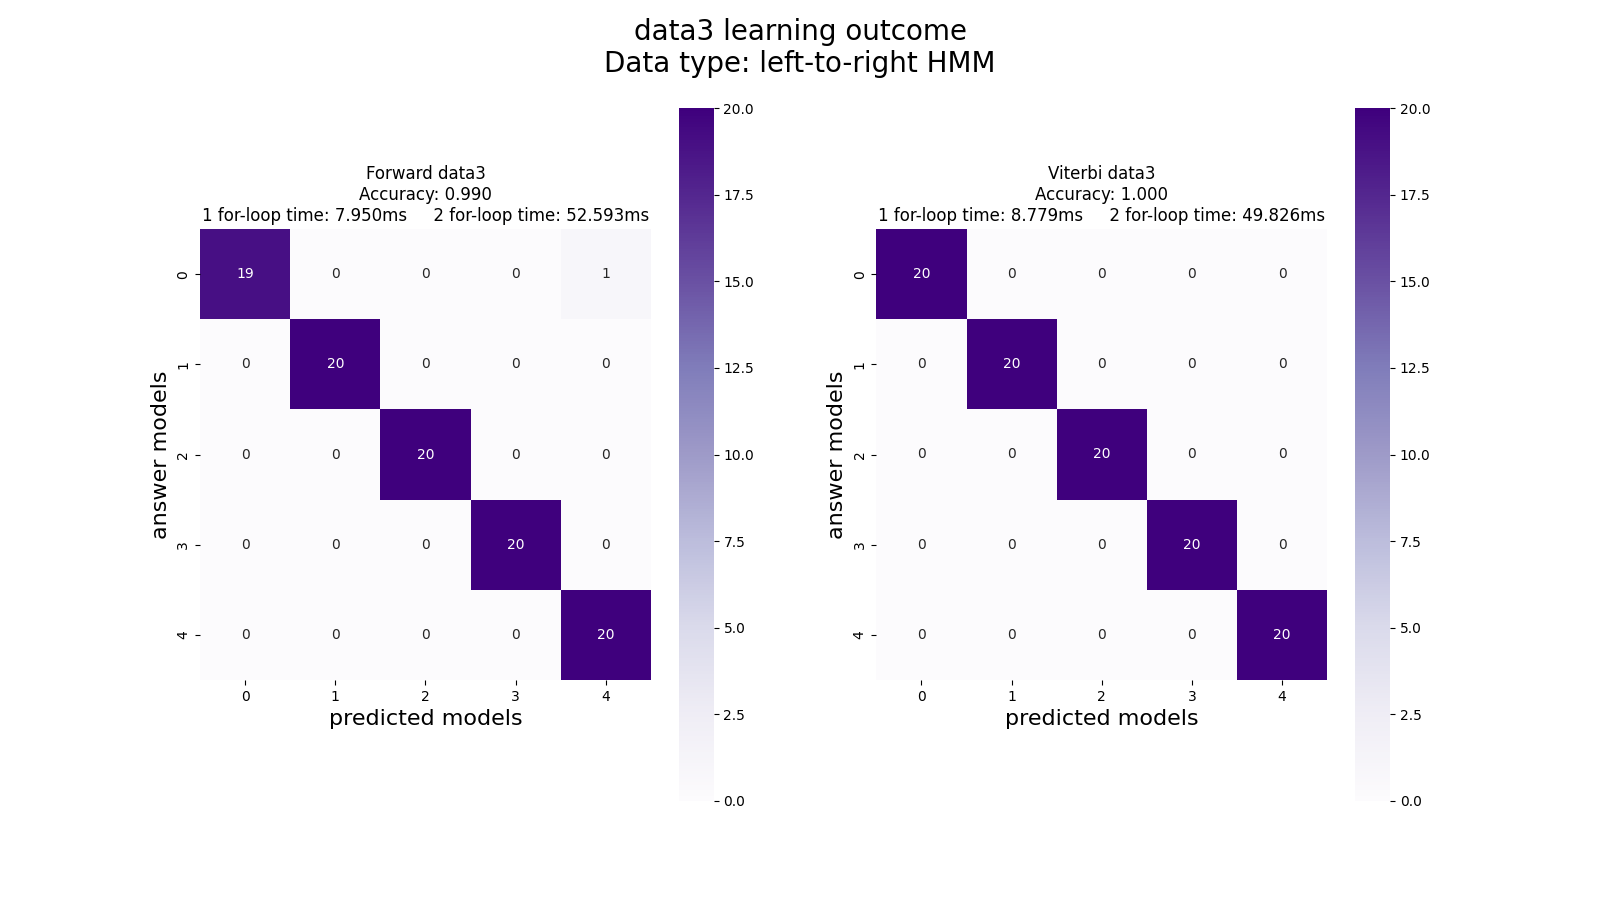 data3 learning outcome
Data type: left-to-right HMM
Forward data3
Accuracy: 0.990
1 for-loop time: 7.950ms 2 for-loop time: 52.593ms
19 0 0 0 1
0 20 0 0 0
0 0 20 0 0
0 0 0 20 0
0 0 0 0 20
0
1
2
3
4
answer models
0 1 2 3 4
predicted models
20.0
17.5
15.0
12.5
10.0
7.5
5.0
2.5
0.0
Viterbi data3
Accuracy: 1.000
1 for-loop time: 8.779ms 2 for-loop time: 49.826ms
20 0 0 0 0
0 20 0 0 0
0 0 20 0 0
0 0 0 20 0
0 0 0 0 20
0
1
2
3
4
answer models
0 1 2 3 4
predicted models
20.0
17.5
15.0
12.5
10.0
7.5
5.0
2.5
0.0